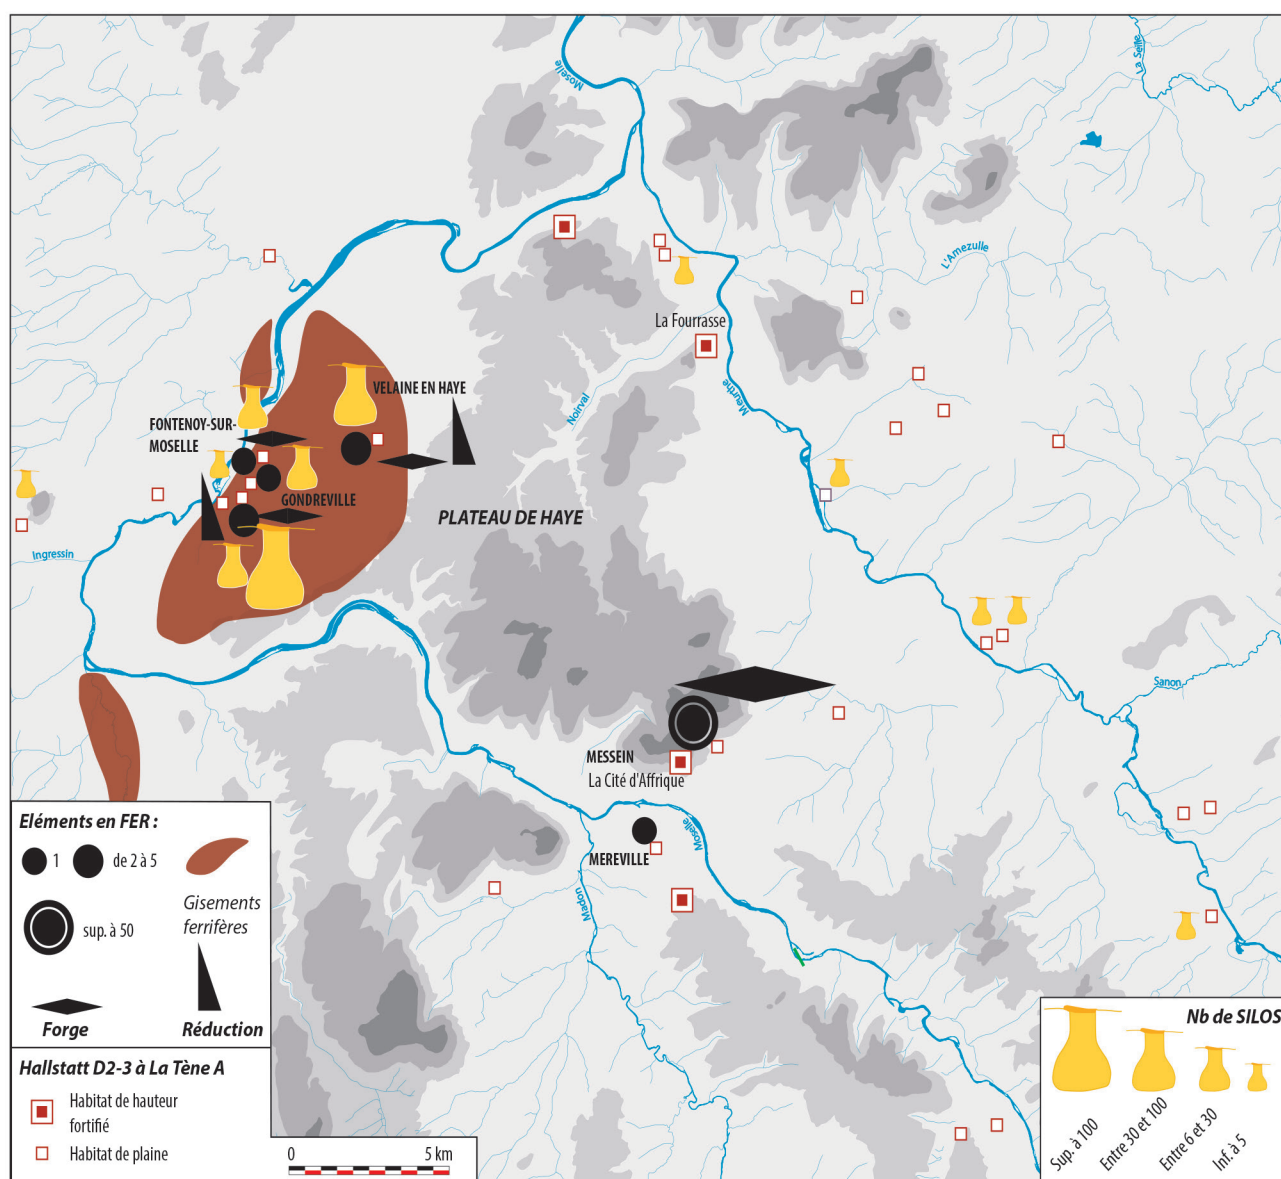 Moselle
La Seille
L'Amezulle
La Fourrasse
Meurthe
Noirval
VELAINE EN HAYE
FONTENOY-SUR-
MOSELLE
GONDREVILLE
PLATEAU DE HAYE
Ingressin
Sanon
MESSEIN
La Cité d'Affrique
Moselle
MEREVILLE
Madon
Eléments en FER :
1
de 2 à 5
sup. à 50
Gisements
ferrifères
Forge
Réduction
Hallstatt D2-3 à La Tène A
Habitat de hauteur
fortifié
Habitat de plaine
0
5 km
Nb de SILOS
Sup. à 100
Entre 30 et 100
Entre 6 et 30
Inf. à 5